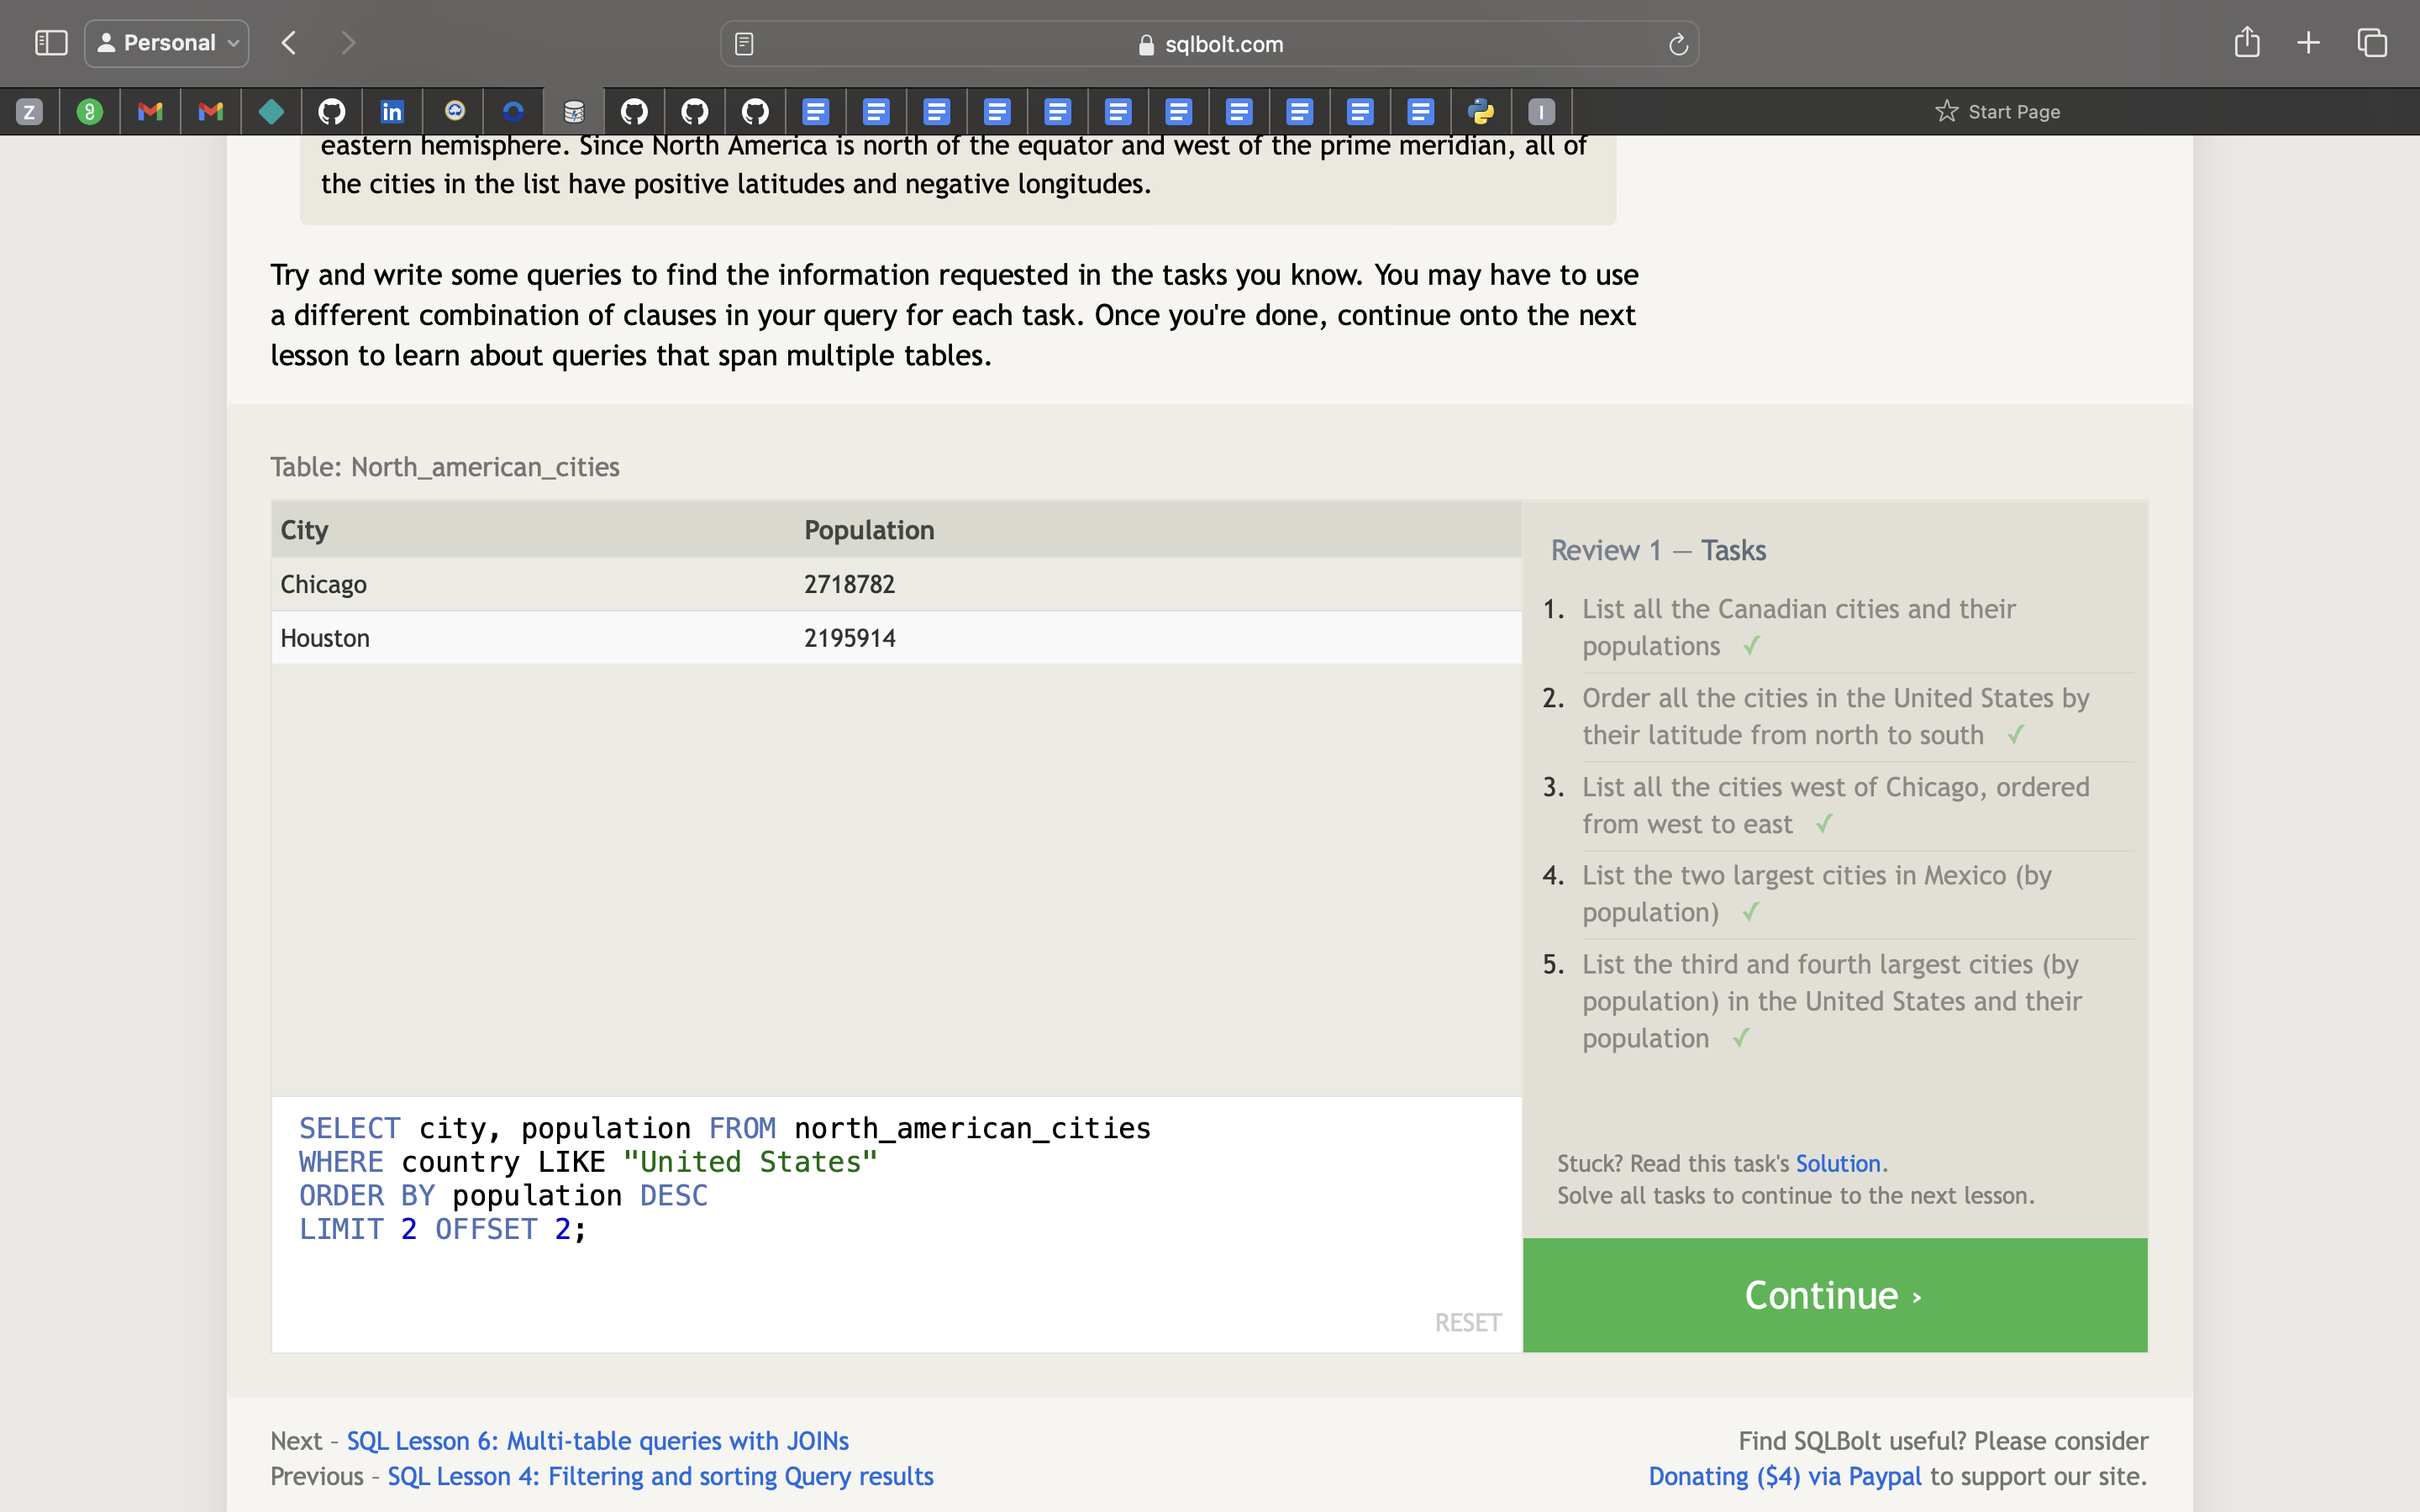 Personal
sqlbolt.com
Z
in
Start Page
I
eastern hemisphere. Since North America is north of the equator and west of the prime meridian, all of
the cities in the list have positive latitudes and negative longitudes.
Try and write some queries to find the information requested in the tasks you know. You may have to use
a different combination of clauses in your query for each task. Once you're done, continue onto the next
lesson to learn about queries that span multiple tables.
Table: North_american_cities
City Population
Chicago 2718782
Houston 2195914
SELECT city, population FROM north_american_cities
WHERE country LIKE "United States"
ORDER BY population DESC
LIMIT 2 OFFSET 2;
RESET
Review 1 — Tasks
1. List all the Canadian cities and their
populations ✓
2. Order all the cities in the United States by
their latitude from north to south ✓
3. List all the cities west of Chicago, ordered
from west to east ✓
4. List the two largest cities in Mexico (by
population) ✓
5. List the third and fourth largest cities (by
population) in the United States and their
population ✓
Stuck? Read this task's Solution.
Solve all tasks to continue to the next lesson.
Continue ›
Next – SQL Lesson 6: Multi-table queries with JOINs
Previous – SQL Lesson 4: Filtering and sorting Query results
Find SQLBolt useful? Please consider
Donating ($4) via Paypal to support our site.